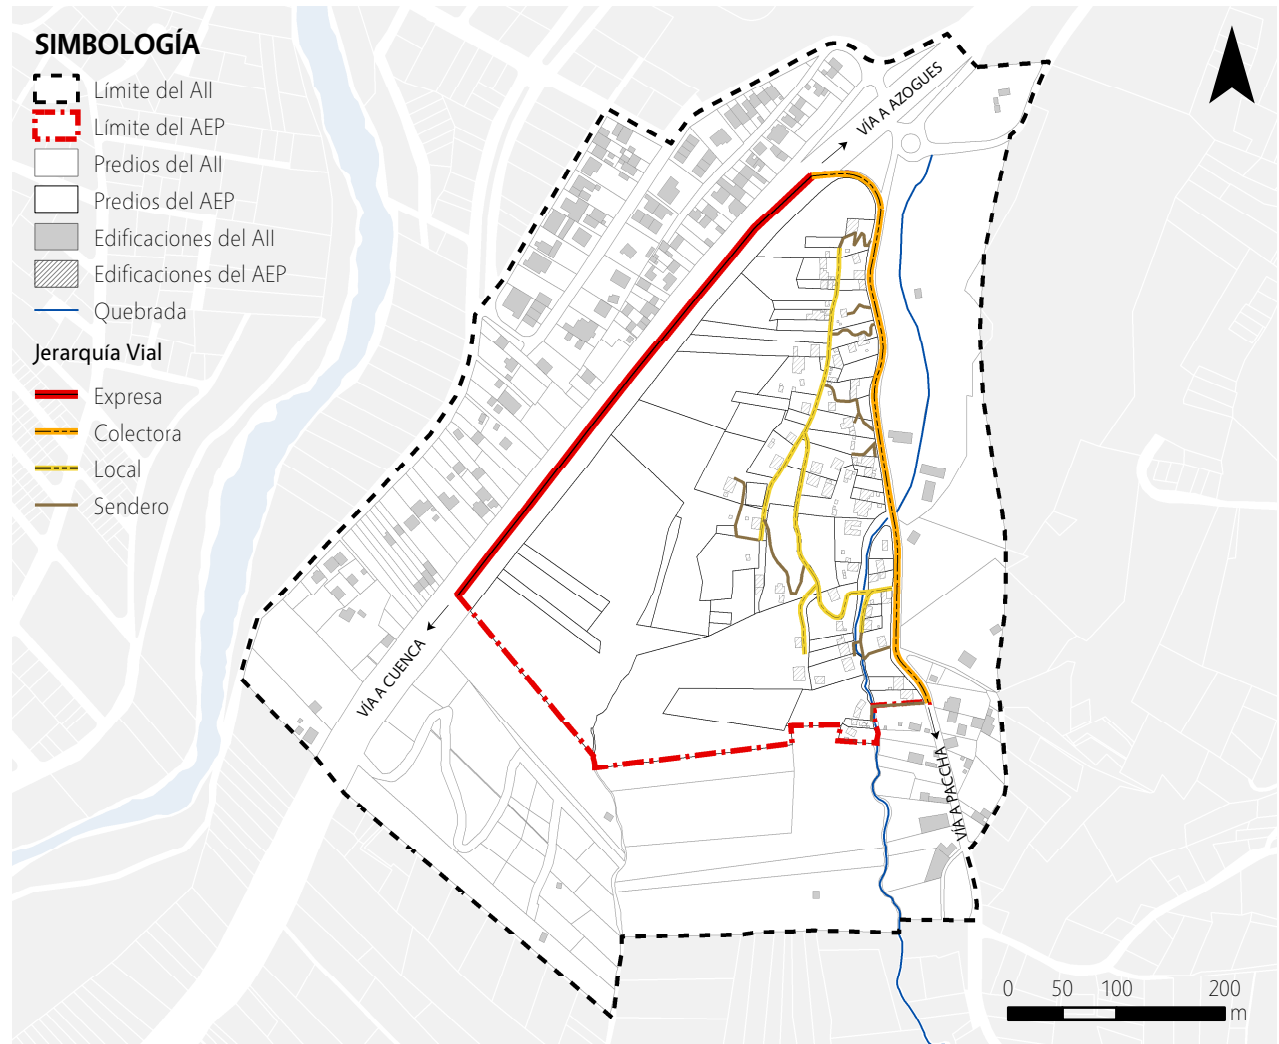 SIMBOLOGÍA
Límite del AII
Límite del AEP
Predios del AII
Predios del AEP
Edificaciones del AII
Edificaciones del AEP
Quebrada
Jerarquía Vial
Expresa
Colectora
Local
Sendero
VÍA A AZOGUES
VÍA A CUENCA
VÍA A PACCHA
0 50 100 200
m